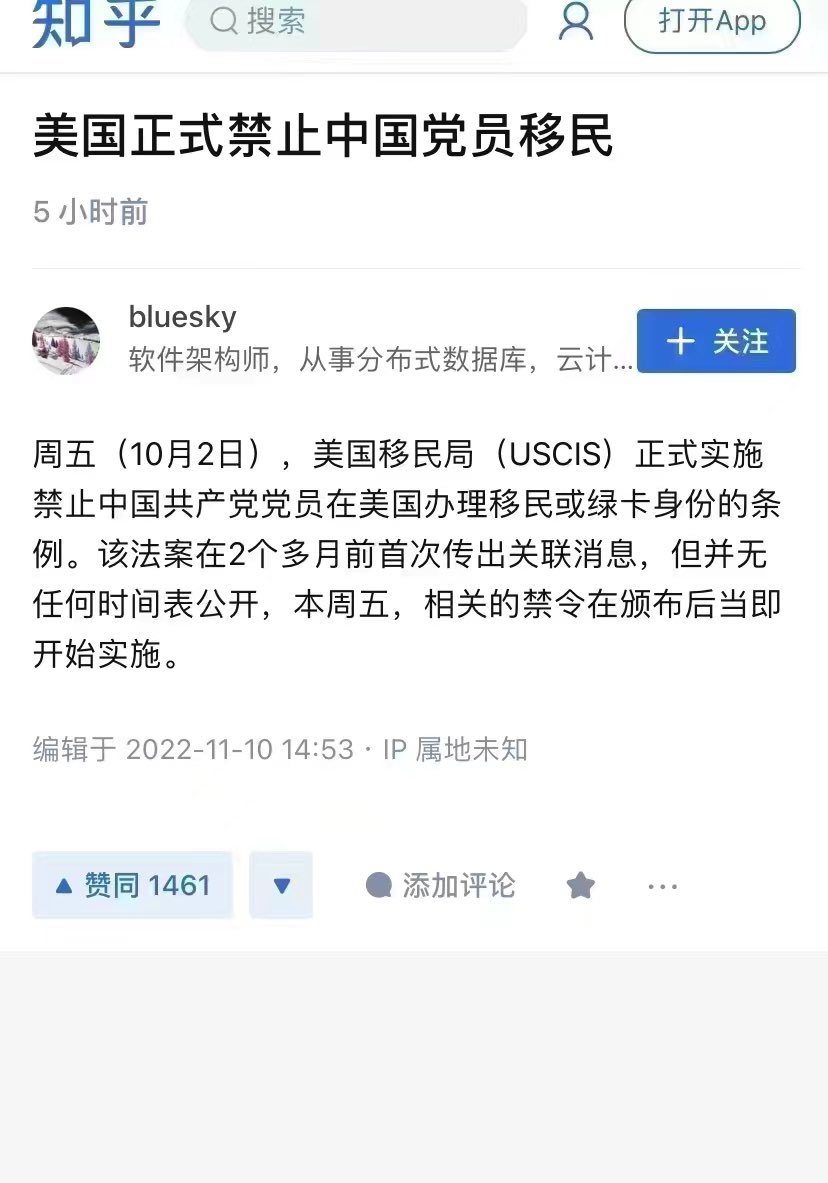 知乎
搜索
打开App
美国正式禁止中国党员移民
5 小时前
bluesky
软件架构师，从事分布式数据库，云计...
＋ 关注
周五（10月2日），美国移民局（USCIS）正式实施
禁止中国共产党党员在美国办理移民或绿卡身份的条
例。该法案在2个多月前首次传出关联消息，但并无
任何时间表公开，本周五，相关的禁令在颁布后当即
开始实施。
编辑于 2022-11-10 14:53 · IP 属地未知
赞同 1461
添加评论